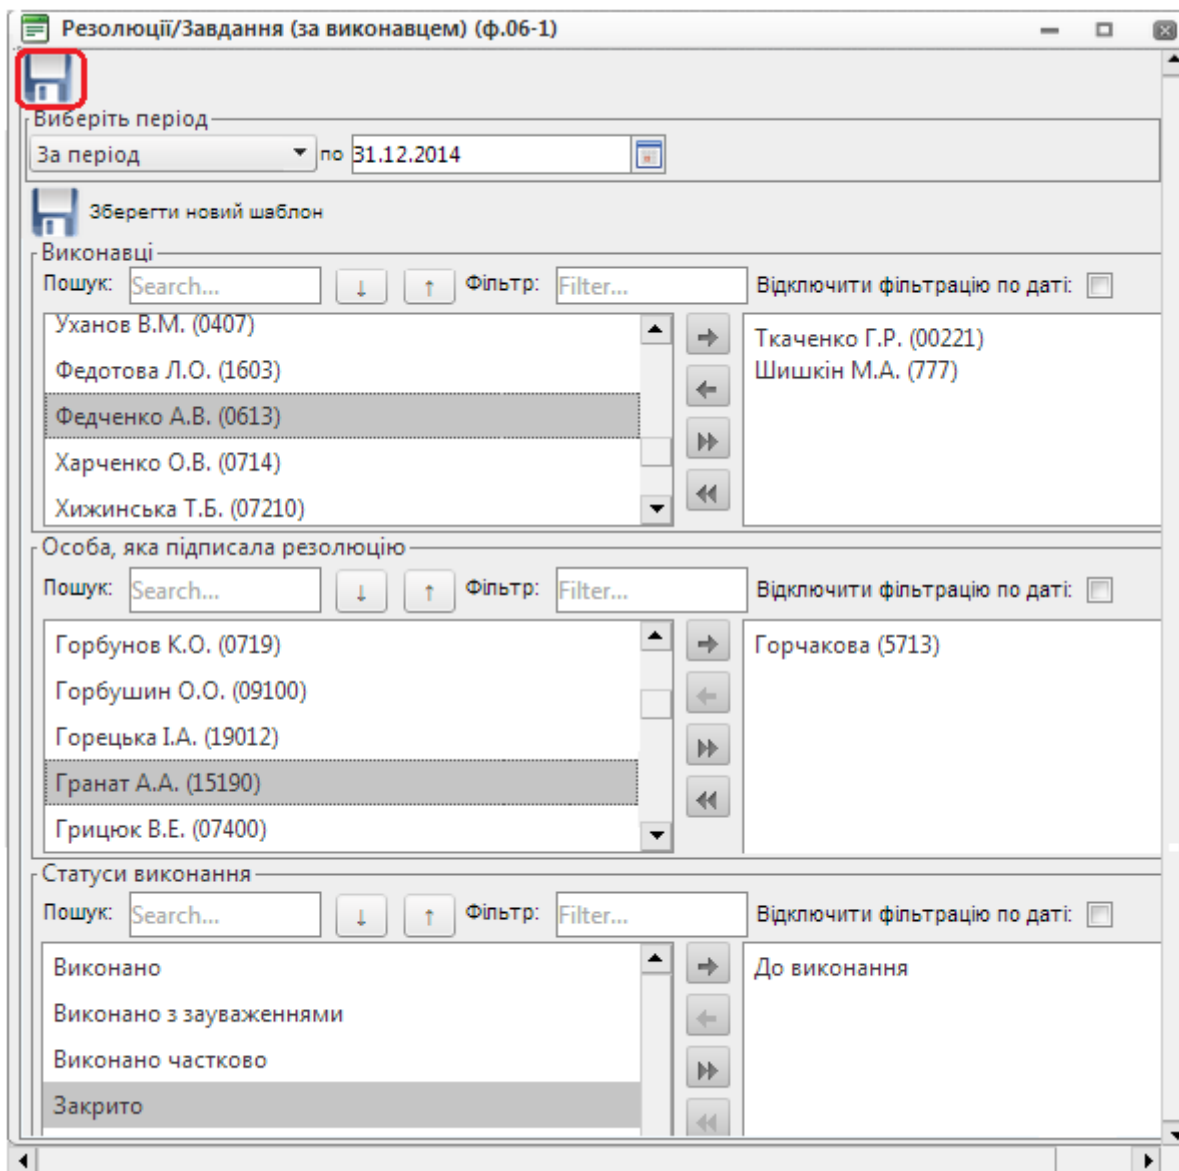 Резолюції/Завдання (за виконавцем) (ф.06-1)
Виберіть період
За період по 31.12.2014
Зберегти новий шаблон
Виконавці
Пошук: Search... ↓ ↑ Фільтр: Filter... Відключити фільтрацію по даті:
Уханов В.М. (0407)
Федотова Л.О. (1603)
Федченко А.В. (0613)
Харченко О.В. (0714)
Хижинська Т.Б. (07210)
Ткаченко Г.Р. (00221)
Шишкін М.А. (777)
Особа, яка підписала резолюцію
Пошук: Search... ↓ ↑ Фільтр: Filter... Відключити фільтрацію по даті:
Горбунов К.О. (0719)
Горбушин О.О. (09100)
Горецька І.А. (19012)
Гранат А.А. (15190)
Грицюк В.Е. (07400)
Горчакова (5713)
Статуси виконання
Пошук: Search... ↓ ↑ Фільтр: Filter... Відключити фільтрацію по даті:
Виконано
Виконано з зауваженнями
Виконано частково
Закрито
До виконання